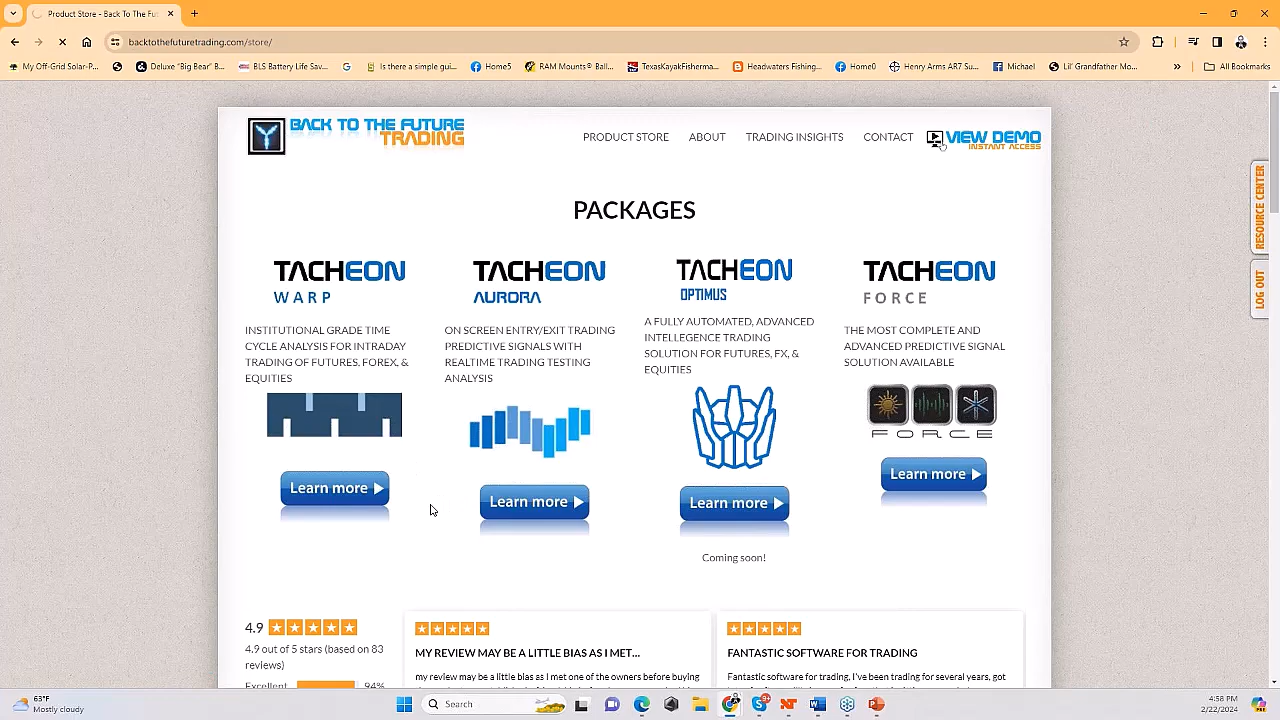 Product Store - Back To The Fut
backtothefuturetrading.com/store/
My Off-Grid Solar-P...
Deluxe "Big Bear" B...
BLS Battery Life Sav...
Is there a simple gui...
Home5
RAM Mounts® Ball...
TexasKayakFisherma...
Headwaters Fishing...
Home0
Henry Arms AR7 Su...
Michael
Lil' Grandfather Mo...
All Bookmarks
BACK TO THE FUTURE
TRADING
PRODUCT STORE
ABOUT
TRADING INSIGHTS
CONTACT
VIEW DEMO
INSTANT ACCESS
RESOURCE CENTER
LOG OUT
PACKAGES
TACHEON
WARP
INSTITUTIONAL GRADE TIME
CYCLE ANALYSIS FOR INTRADAY
TRADING OF FUTURES, FOREX, &
EQUITIES
Learn more
TACHEON
AURORA
ON SCREEN ENTRY/EXIT TRADING
PREDICTIVE SIGNALS WITH
REALTIME TRADING TESTING
ANALYSIS
Learn more
TACHEON
OPTIMUS
A FULLY AUTOMATED, ADVANCED
INTELLEGENCE TRADING
SOLUTION FOR FUTURES, FX, &
EQUITIES
Learn more
Coming soon!
TACHEON
FORCE
THE MOST COMPLETE AND
ADVANCED PREDICTIVE SIGNAL
SOLUTION AVAILABLE
FORCE
Learn more
4.9
4.9 out of 5 stars (based on 83
reviews)
Excellent
94%
MY REVIEW MAY BE A LITTLE BIAS AS I MET...
my review may be a little bias as I met one of the owners before buying
FANTASTIC SOFTWARE FOR TRADING
Fantastic software for trading, I've been trading for several years, got
63°F
Mostly cloudy
Search
4:58 PM
2/22/2024